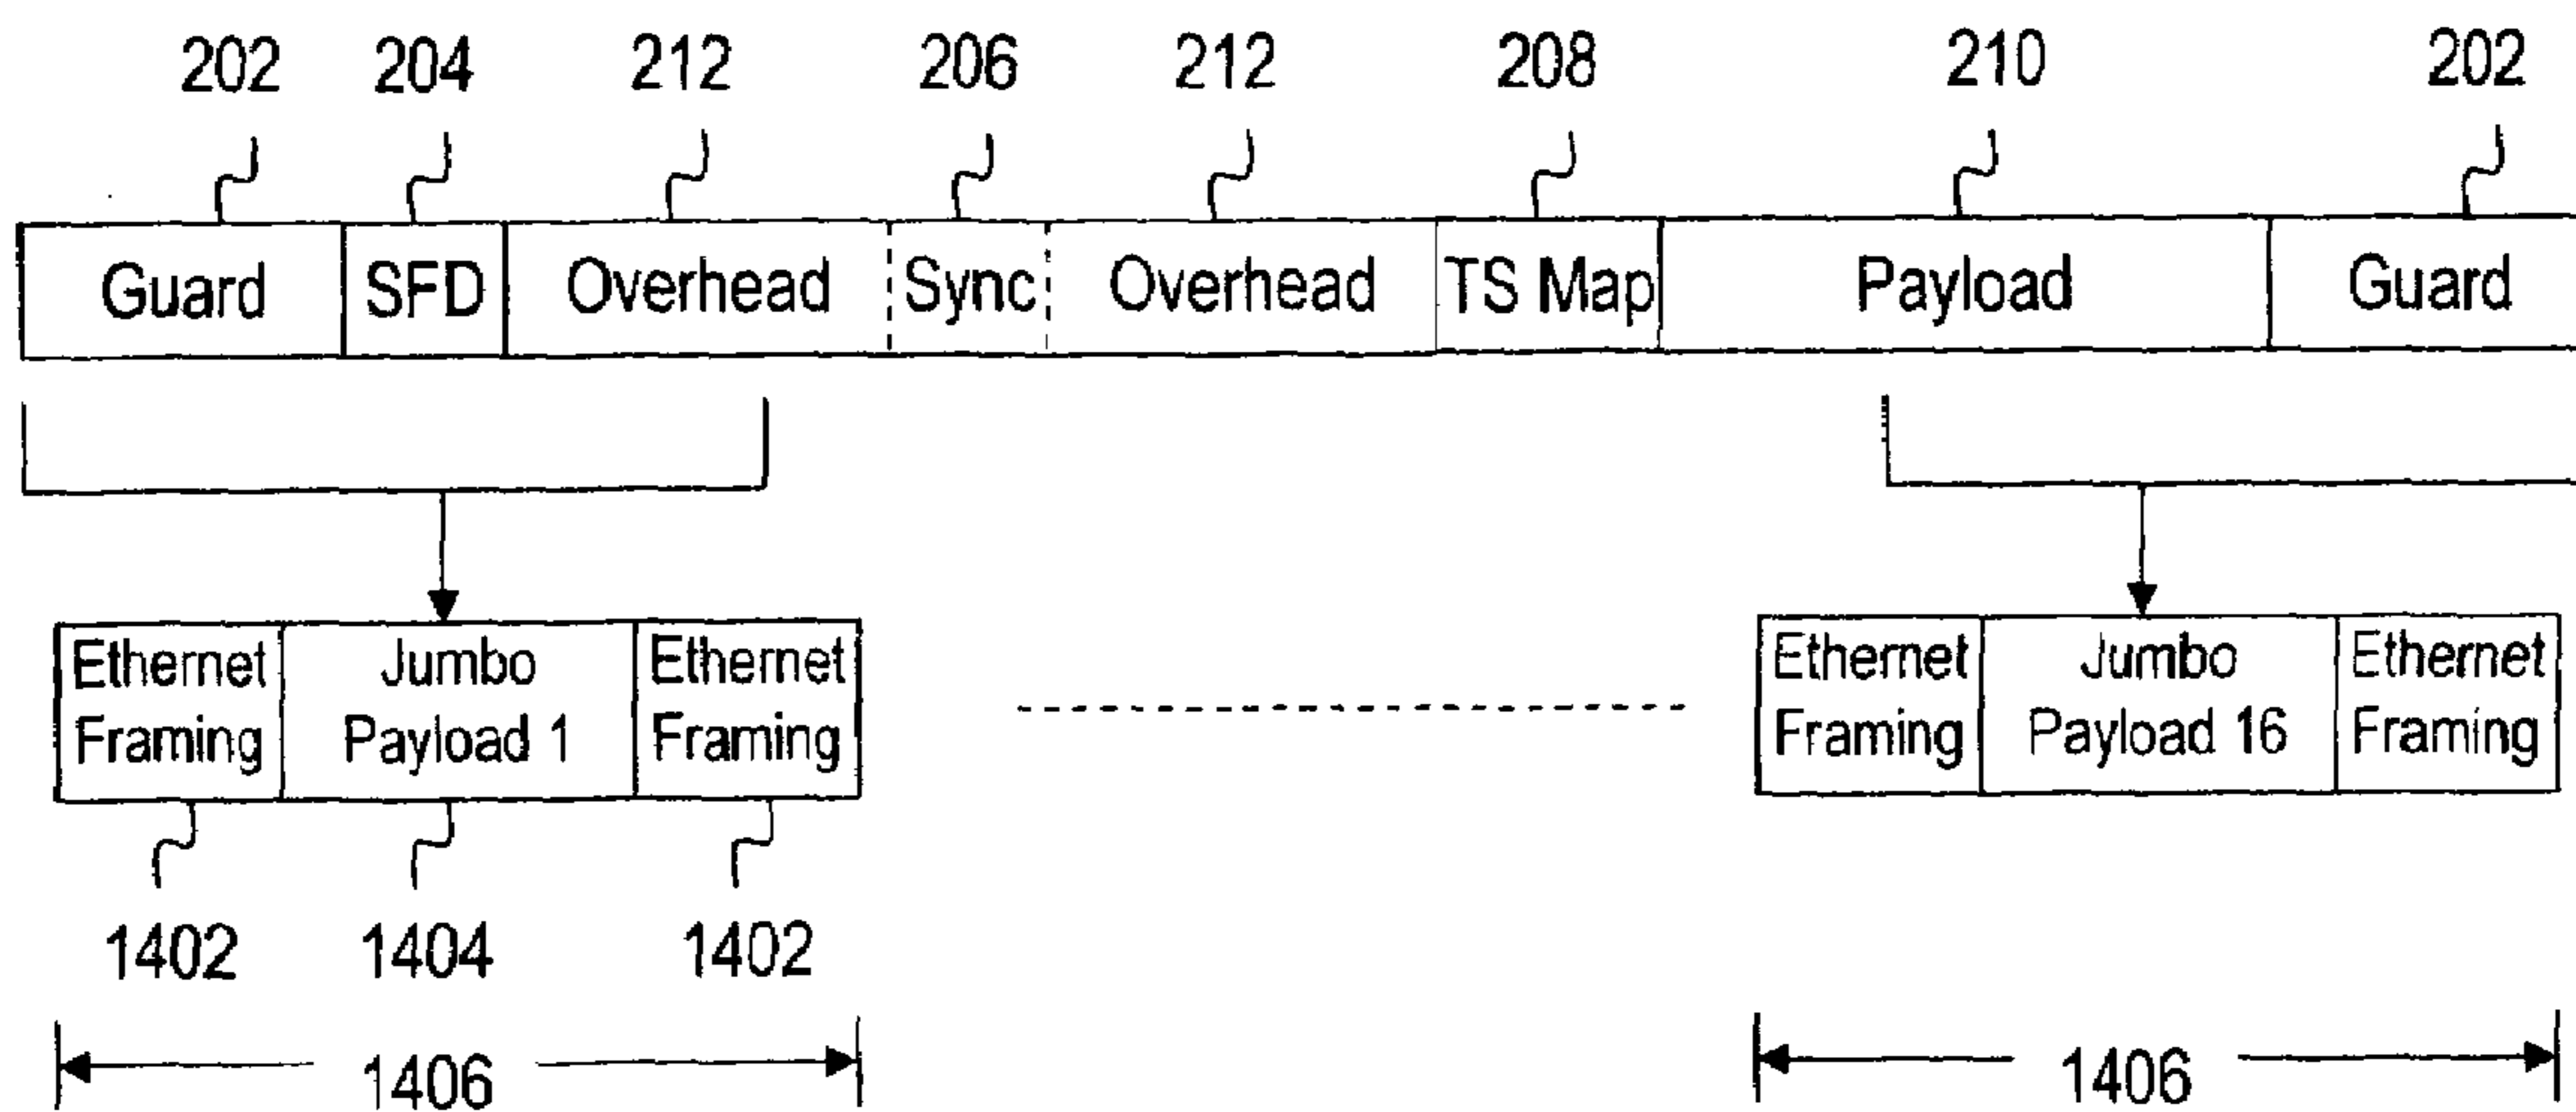 202 204 212 206 212 208 210 202
Guard SFD Overhead Sync Overhead TS Map Payload Guard
Ethernet Jumbo Ethernet Ethernet Jumbo Ethernet
Framing Payload 1 Framing Framing Payload 16 Framing
1402 1404 1402
1406 1406